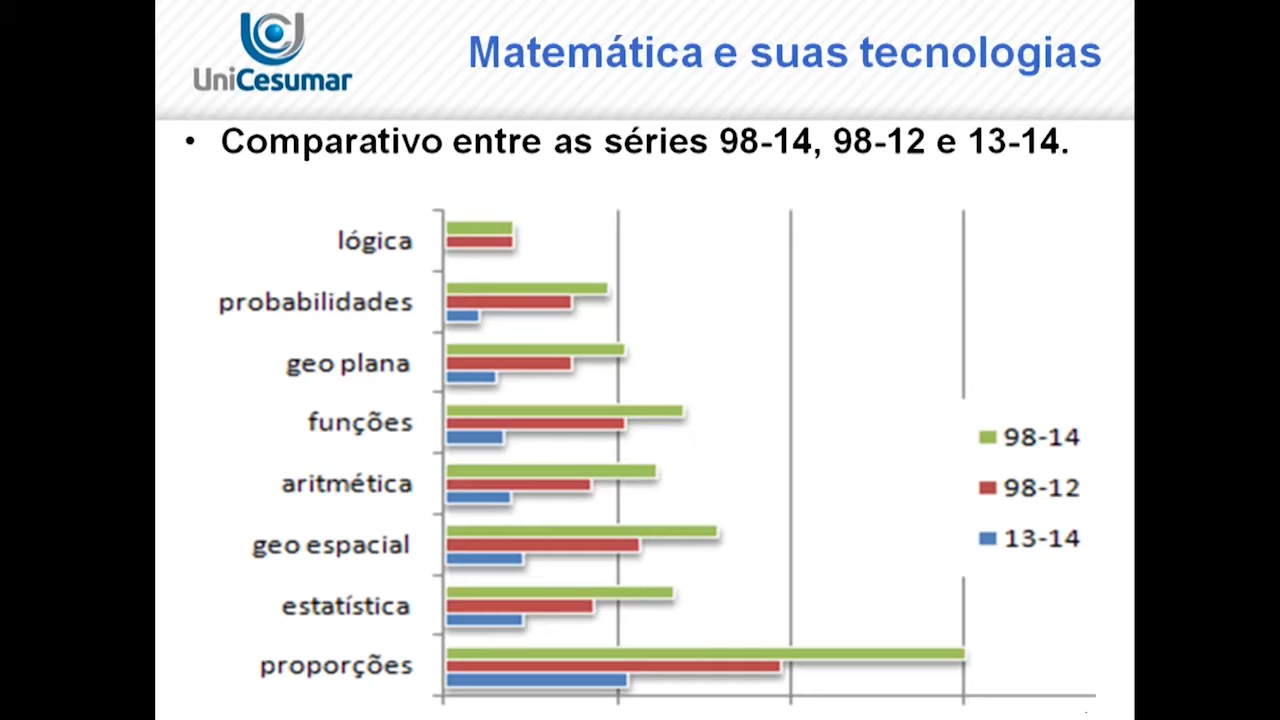 UniCesumar
Matemática e suas tecnologias
• Comparativo entre as séries 98-14, 98-12 e 13-14.
lógica
probabilidades
geo plana
funções
aritmética
geo espacial
estatística
proporções
98-14
98-12
13-14